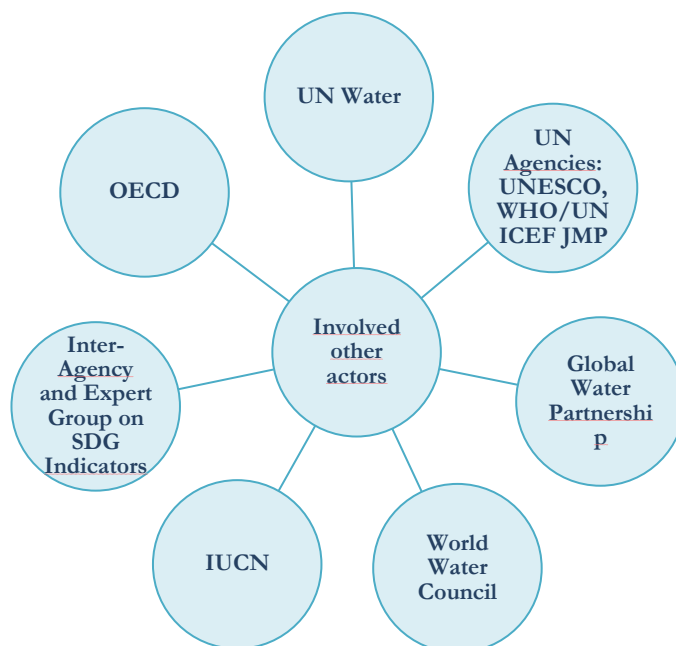 UN Water
UN
Agencies:
UNESCO,
WHO/UN
ICEF JMP
OECD
Involved
other
actors
Inter-
Agency
and Expert
Group on
SDG
Indicators
Global
Water
Partnershi
p
IUCN
World
Water
Council